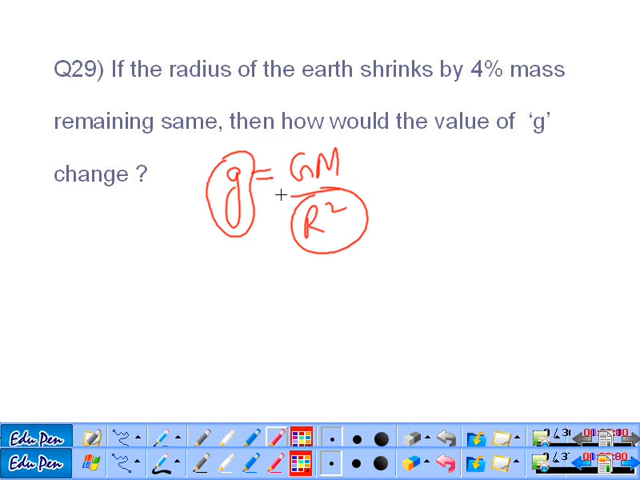 Q29) If the radius of the earth shrinks by 4% mass
remaining same, then how would the value of 'g'
change ?
g = GM
R²
Edu Pen
Edu Pen